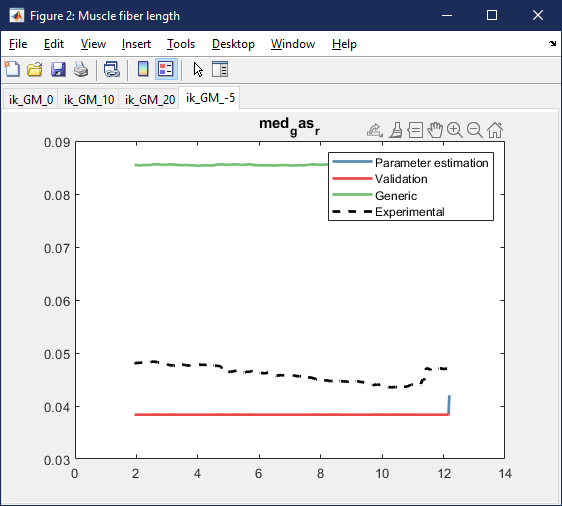 Figure 2: Muscle fiber length
File Edit View Insert Tools Desktop Window Help
ik_GM_0 ik_GM_10 ik_GM_20 ik_GM_-5
med_gas_r
0.09
0.08
0.07
0.06
0.05
0.04
0.03
Parameter estimation
Validation
Generic
Experimental
0 2 4 6 8 10 12 14